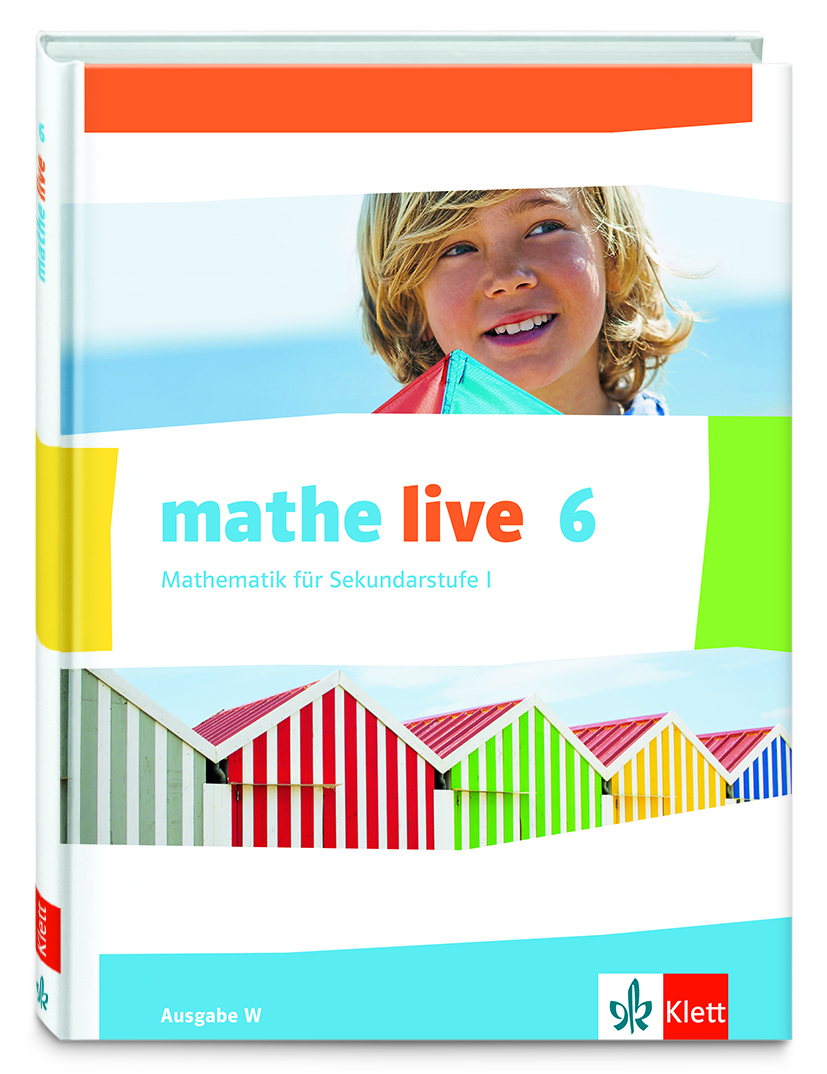 mathe live 6
mathe live 6
Mathematik für Sekundarstufe I
Ausgabe W
Klett
Klett